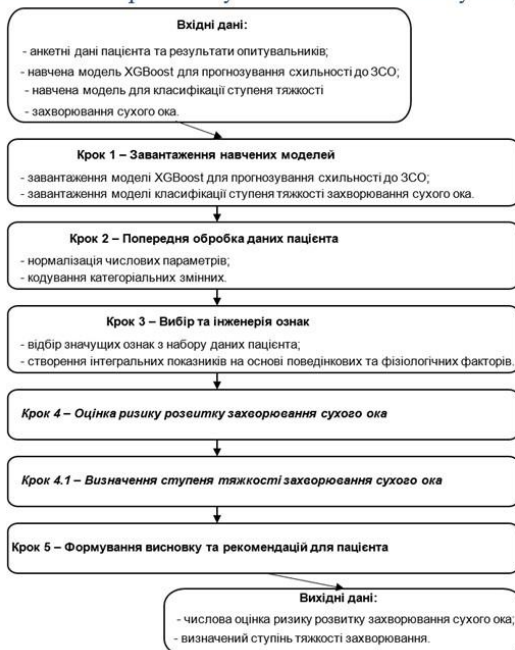 Вхідні дані:
- анкетні дані пацієнта та результати опитувальників;
- навчена модель XGBoost для прогнозування схильності до ЗСО;
- навчена модель для класифікації ступеня тяжкості
- захворювання сухого ока.
Крок 1 – Завантаження навчених моделей
- завантаження моделі XGBoost для прогнозування схильності до ЗСО;
- завантаження моделі класифікації ступеня тяжкості захворювання сухого ока.
Крок 2 – Попередня обробка даних пацієнта
- нормалізація числових параметрів;
- кодування категоріальних змінних.
Крок 3 – Вибір та інженерія ознак
- відбір значущих ознак з набору даних пацієнта;
- створення інтегральних показників на основі поведінкових та фізіологічних факторів.
Крок 4 – Оцінка ризику розвитку захворювання сухого ока
Крок 4.1 – Визначення ступеня тяжкості захворювання сухого ока
Крок 5 – Формування висновку та рекомендацій для пацієнта
Вихідні дані:
- числова оцінка ризику розвитку захворювання сухого ока;
- визначений ступінь тяжкості захворювання.